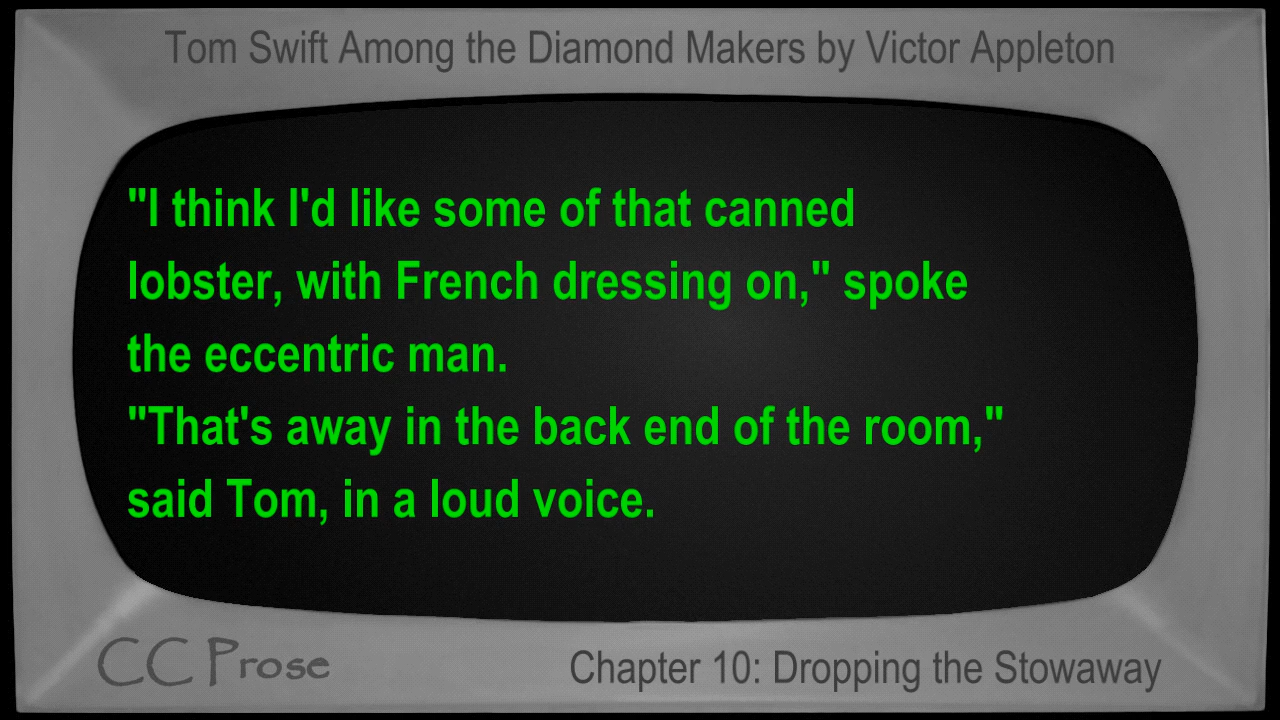 Tom Swift Among the Diamond Makers by Victor Appleton
"I think I'd like some of that canned
lobster, with French dressing on," spoke
the eccentric man.
"That's away in the back end of the room,"
said Tom, in a loud voice.
CC Prose
Chapter 10: Dropping the Stowaway